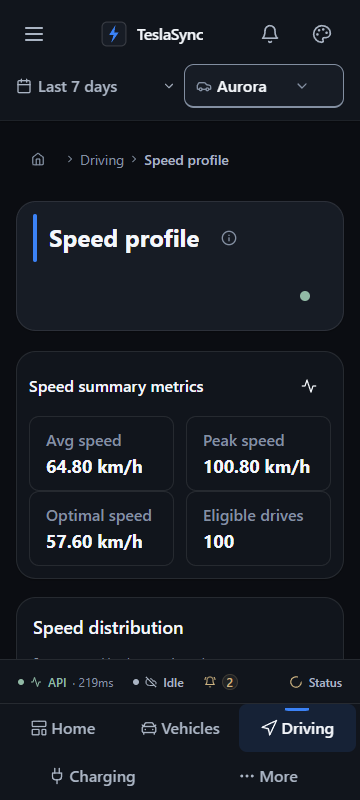 TeslaSync
Last 7 days
Aurora
Driving
Speed profile
Speed profile
Speed summary metrics
Avg speed
64.80 km/h
Peak speed
100.80 km/h
Optimal speed
57.60 km/h
Eligible drives
100
Speed distribution
API · 219ms
Idle
2
Status
Home
Vehicles
Driving
Charging
More